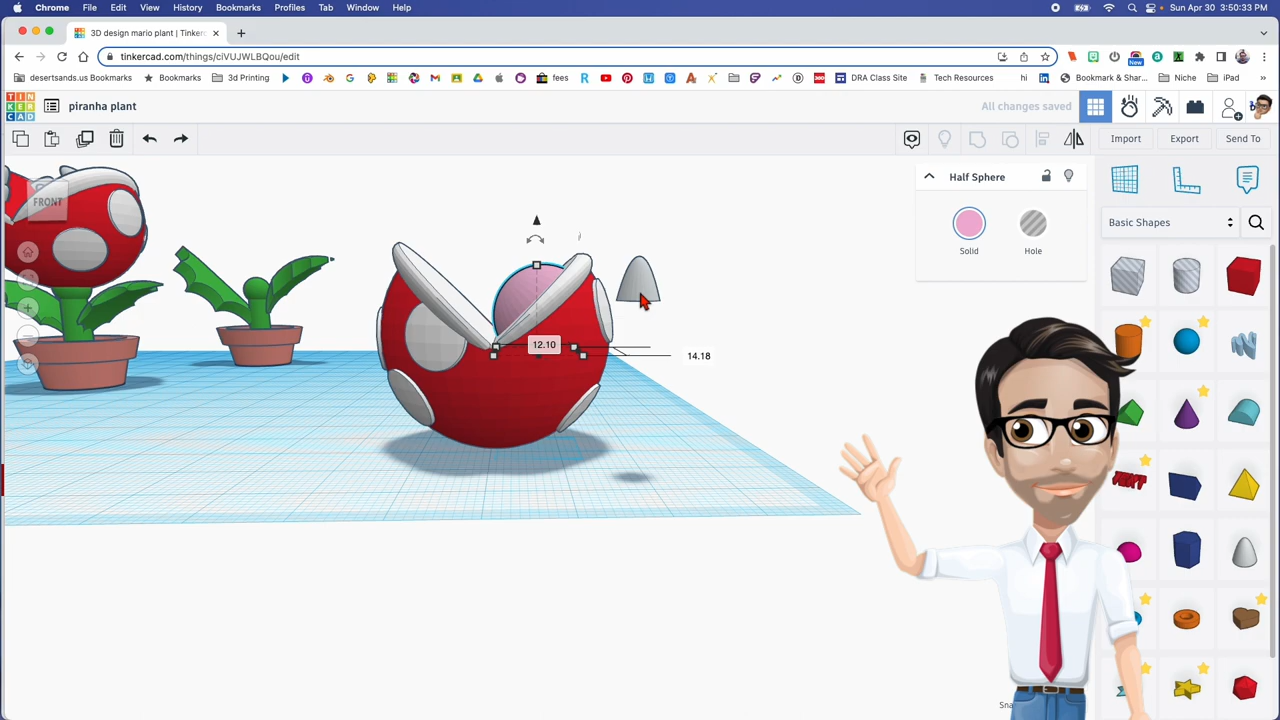 Chrome File Edit View History Bookmarks Profiles Tab Window Help Sun Apr 30 3:50:33 PM
3D design mario plant | Tinker
tinkercad.com/things/ciVUJWLBQou/edit
New
desertsands.us Bookmarks Bookmarks 3d Printing fees DRA Class Site Tech Resources hi Bookmark & Shar... Niche iPad
TIN
KER
CAD
piranha plant
All changes saved
Import Export Send To
Half Sphere
Solid Hole
Basic Shapes
FRONT
12.10
14.18
TEXT